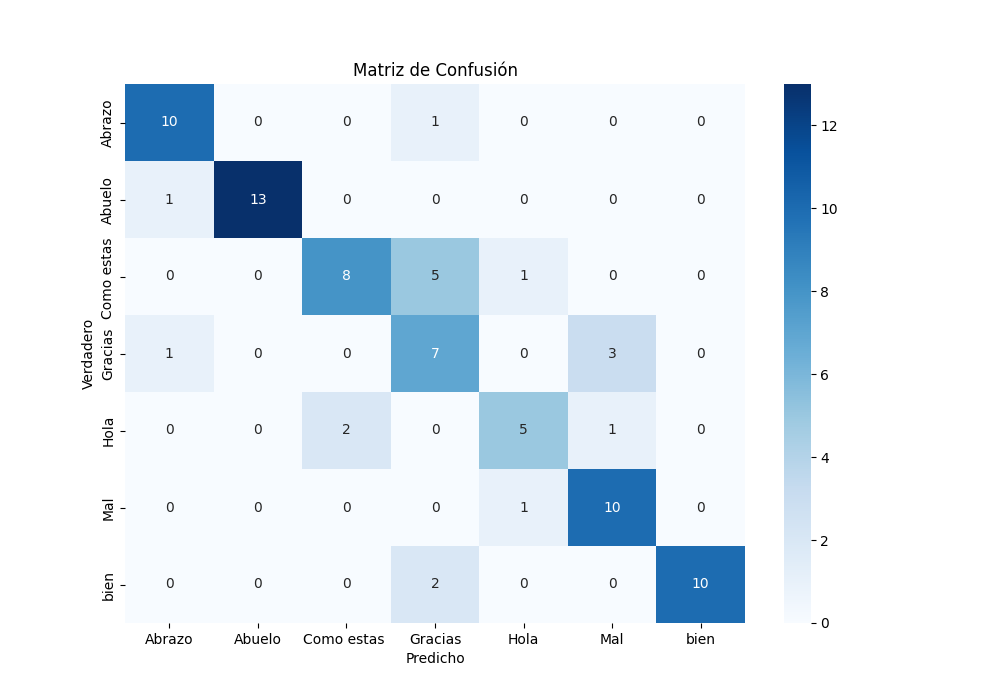 Matriz de Confusión
Abrazo 10 0 0 1 0 0 0
Abuelo 1 13 0 0 0 0 0
Como estas 0 0 8 5 1 0 0
Gracias 1 0 0 7 0 3 0
Hola 0 0 2 0 5 1 0
Mal 0 0 0 0 1 10 0
bien 0 0 0 2 0 0 10
Verdadero
Abrazo Abuelo Como estas Gracias Hola Mal bien
Predicho
12
10
8
6
4
2
0